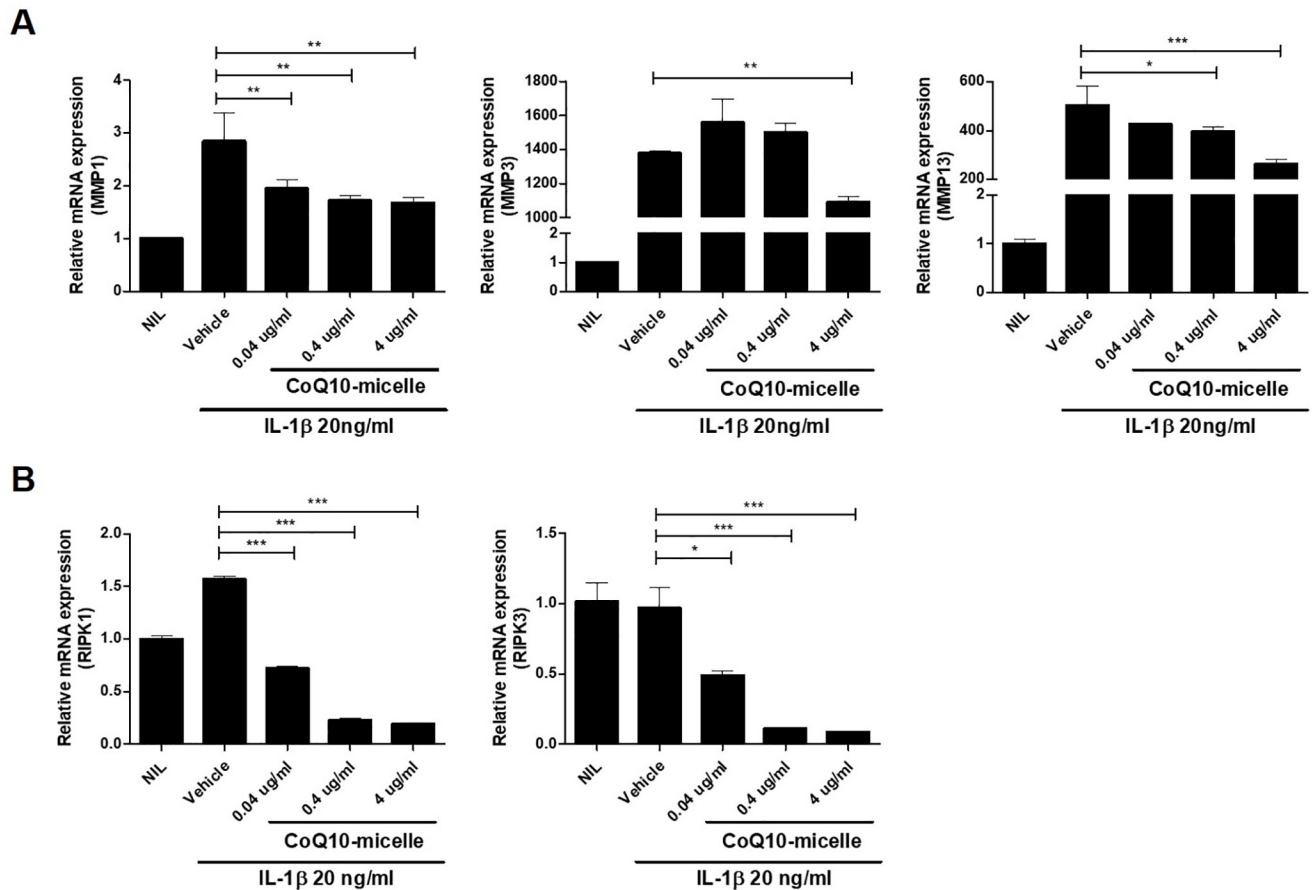 A
Relative mRNA expression
(MMP1)
4
3
2
1
0
**
**
**
NIL
Vehicle
0.04 ug/ml
0.4 ug/ml
4 ug/ml
CoQ10-micelle
IL-1β 20ng/ml
Relative mRNA expression
(MMP3)
1800
1600
1400
1200
1000
2
1
0
**
NIL
Vehicle
0.04 ug/ml
0.4 ug/ml
4 ug/ml
CoQ10-micelle
IL-1β 20ng/ml
Relative mRNA expression
(MMP13)
600
400
200
2
1
0
***
*
NIL
Vehicle
0.04 ug/ml
0.4 ug/ml
4 ug/ml
CoQ10-micelle
IL-1β 20ng/ml
B
Relative mRNA expression
(RIPK1)
2.0
1.5
1.0
0.5
0.0
***
***
***
NIL
Vehicle
0.04 ug/ml
0.4 ug/ml
4 ug/ml
CoQ10-micelle
IL-1β 20 ng/ml
Relative mRNA expression
(RIPK3)
1.5
1.0
0.5
0.0
***
***
*
NIL
Vehicle
0.04 ug/ml
0.4 ug/ml
4 ug/ml
CoQ10-micelle
IL-1β 20 ng/ml